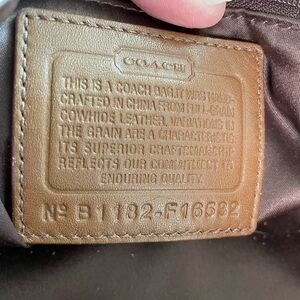 COACH
THIS IS A COACH BAG. IT WAS HAND-
CRAFTED IN CHINA FROM FULL GRAIN
COWHIDE LEATHER. VARIATIONS IN
THE GRAIN ARE A CHARACTERISTIC.
ITS SUPERIOR CRAFTSMANSHIP
REFLECTS OUR COMMITMENT TO
ENDURING QUALITY.
Nº B1182-F16532